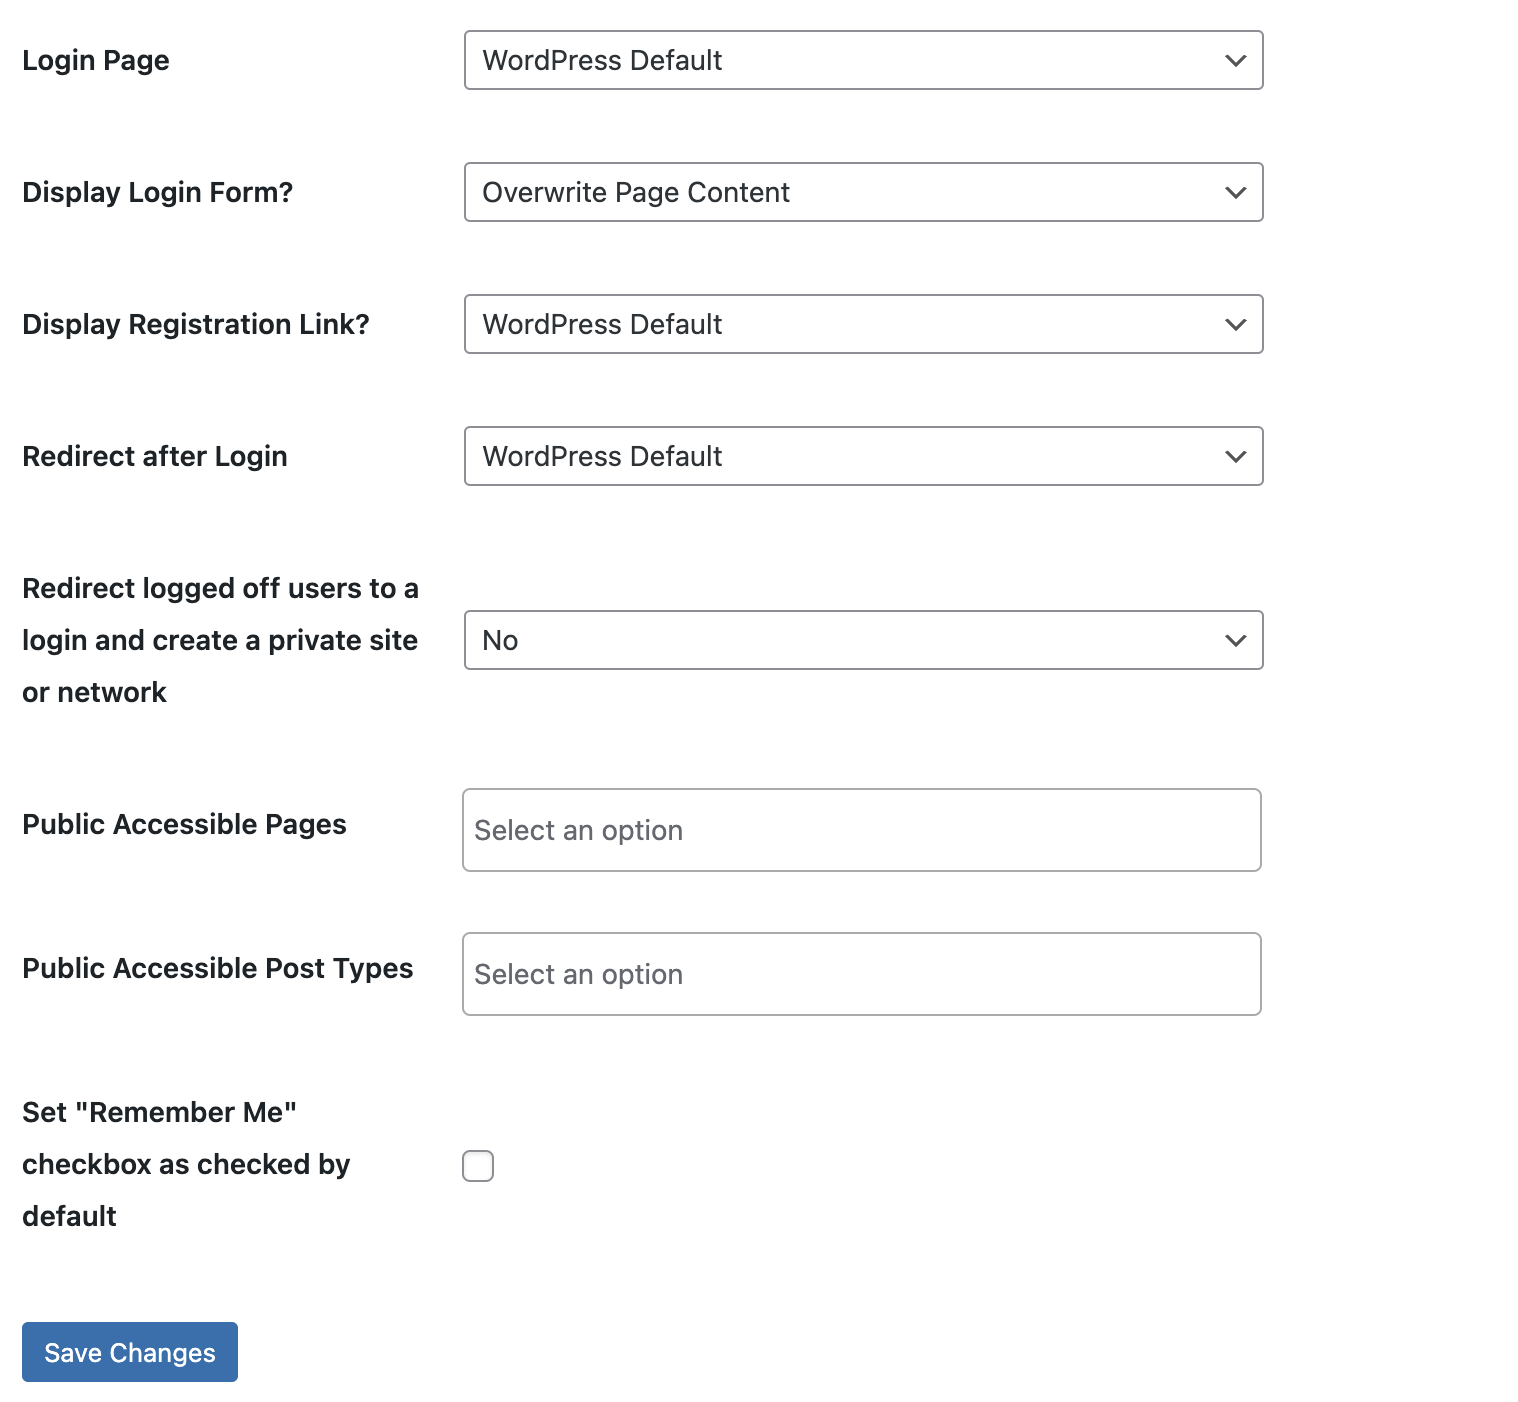 Login Page
WordPress Default
Display Login Form?
Overwrite Page Content
Display Registration Link?
WordPress Default
Redirect after Login
WordPress Default
Redirect logged off users to a
login and create a private site
or network
No
Public Accessible Pages
Select an option
Public Accessible Post Types
Select an option
Set "Remember Me"
checkbox as checked by
default
Save Changes